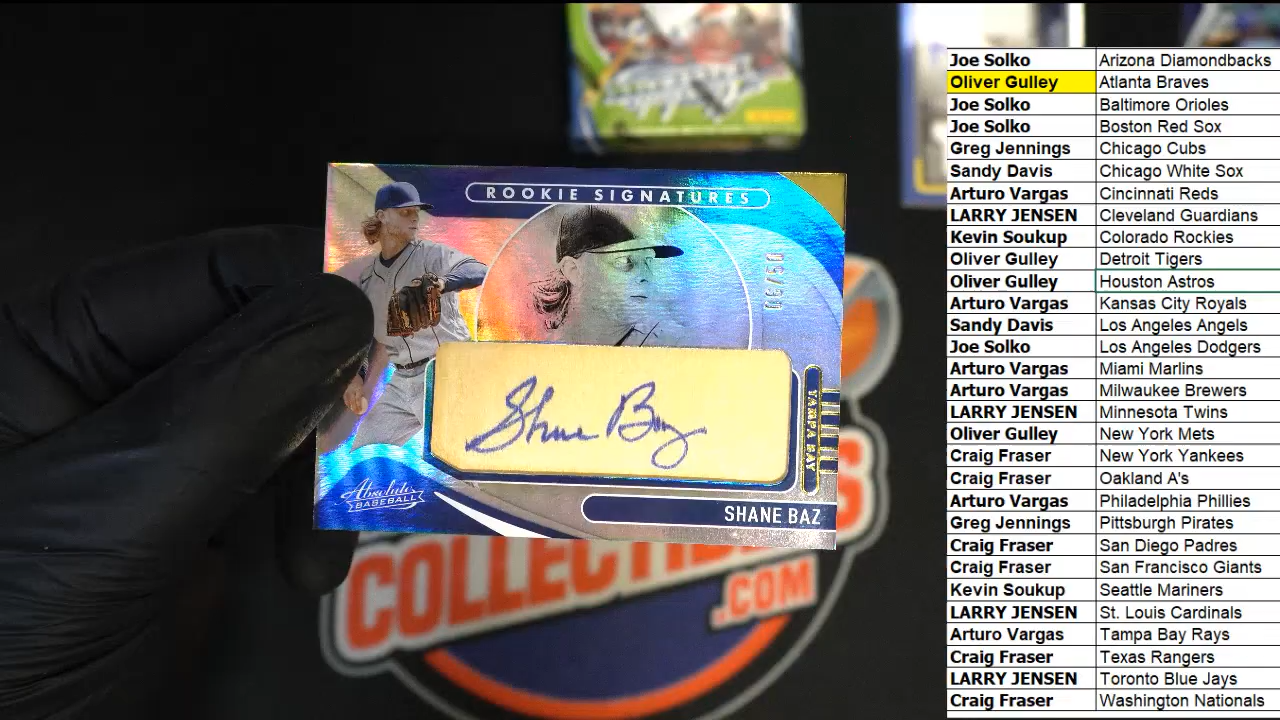 ROOKIE SIGNATURES
Shane Baz
TAMPA BAY
Absolute
BASEBALL
SHANE BAZ
COLLECTIBLES
.COM
Joe Solko Arizona Diamondbacks
Oliver Gulley Atlanta Braves
Joe Solko Baltimore Orioles
Joe Solko Boston Red Sox
Greg Jennings Chicago Cubs
Sandy Davis Chicago White Sox
Arturo Vargas Cincinnati Reds
LARRY JENSEN Cleveland Guardians
Kevin Soukup Colorado Rockies
Oliver Gulley Detroit Tigers
Oliver Gulley Houston Astros
Arturo Vargas Kansas City Royals
Sandy Davis Los Angeles Angels
Joe Solko Los Angeles Dodgers
Arturo Vargas Miami Marlins
Arturo Vargas Milwaukee Brewers
LARRY JENSEN Minnesota Twins
Oliver Gulley New York Mets
Craig Fraser New York Yankees
Craig Fraser Oakland A's
Arturo Vargas Philadelphia Phillies
Greg Jennings Pittsburgh Pirates
Craig Fraser San Diego Padres
Craig Fraser San Francisco Giants
Kevin Soukup Seattle Mariners
LARRY JENSEN St. Louis Cardinals
Arturo Vargas Tampa Bay Rays
Craig Fraser Texas Rangers
LARRY JENSEN Toronto Blue Jays
Craig Fraser Washington Nationals